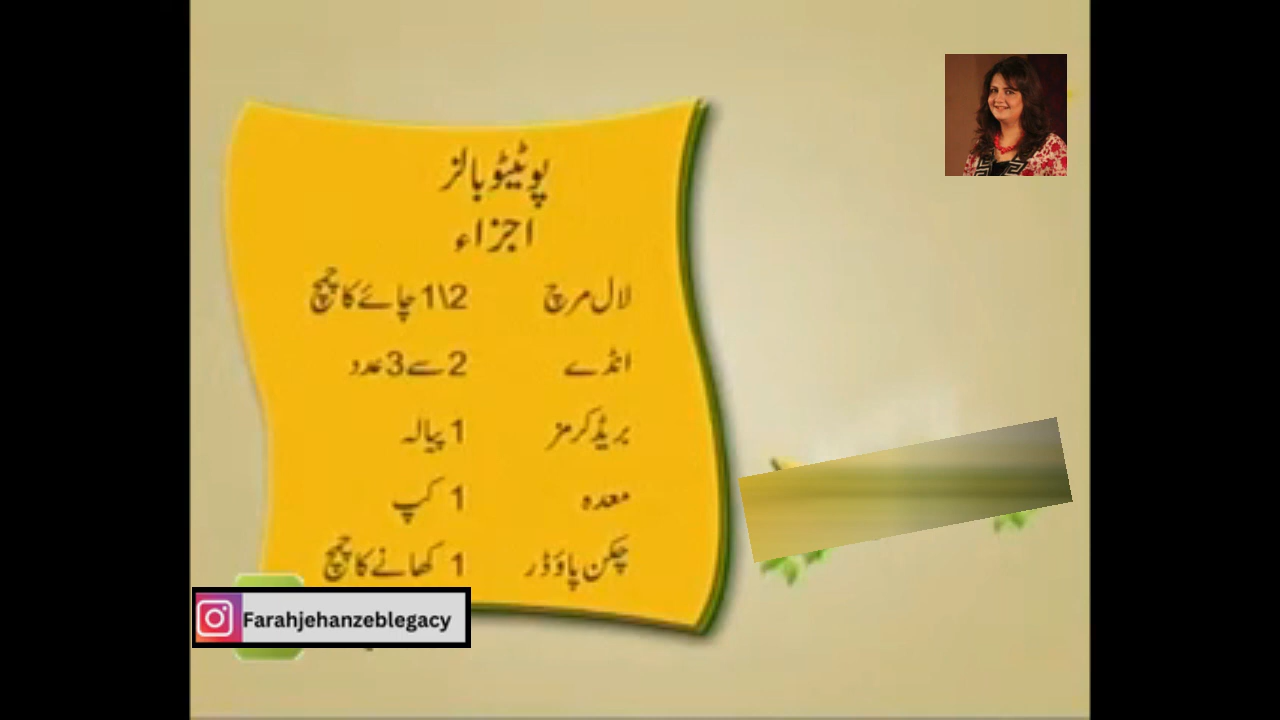 پوٹیٹو بالز
اجزاء
لال مرچ 1\2 چائے کا چمچ
انڈے 2 سے 3 عدد
بریڈ کرمز 1 پیالہ
معدہ 1 کپ
چکن پاؤڈر 1 کھانے کا چمچ
Farahjehanzeblegacy